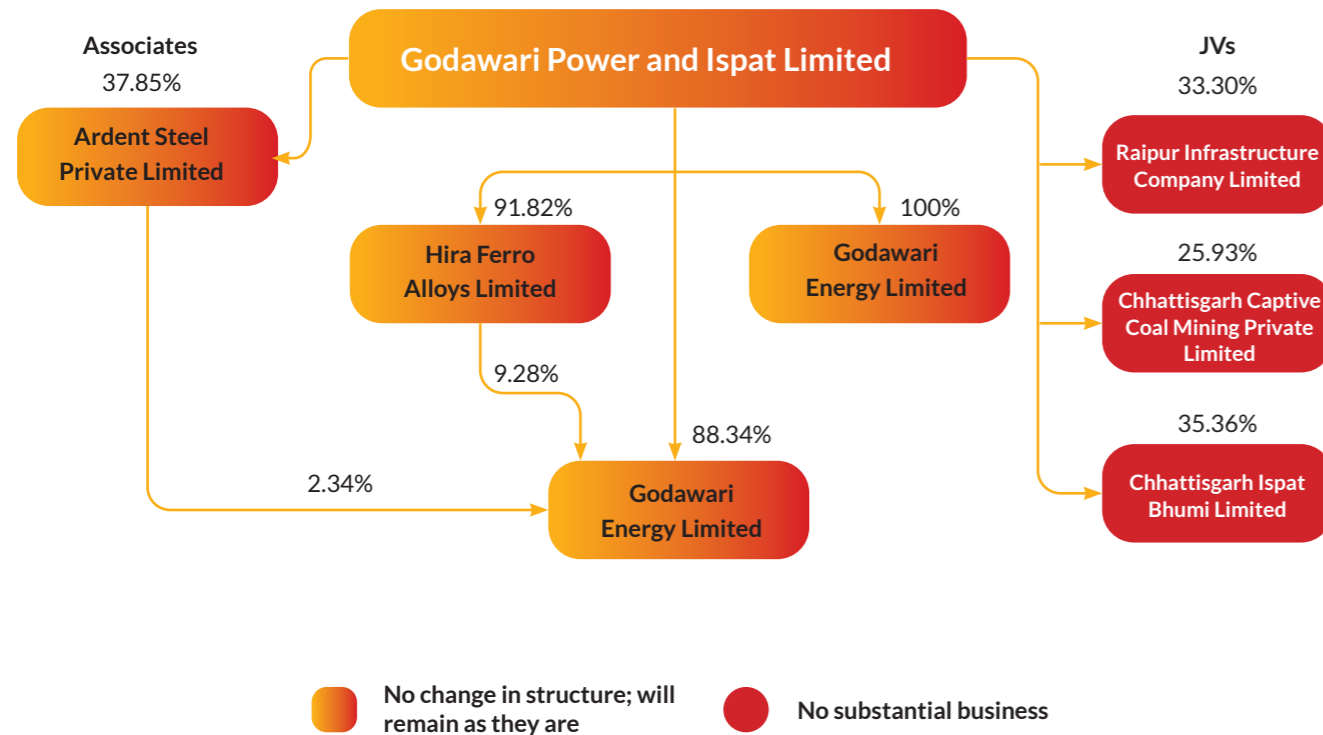 Godawari Power and Ispat Limited
Associates
37.85%
Ardent Steel
Private Limited
JVs
33.30%
Raipur Infrastructure
Company Limited
91.82%
Hira Ferro
Alloys Limited
100%
Godawari
Energy Limited
25.93%
Chhattisgarh Captive
Coal Mining Private
Limited
9.28%
88.34%
2.34%
Godawari
Energy Limited
35.36%
Chhattisgarh Ispat
Bhumi Limited
No change in structure; will
remain as they are
No substantial business